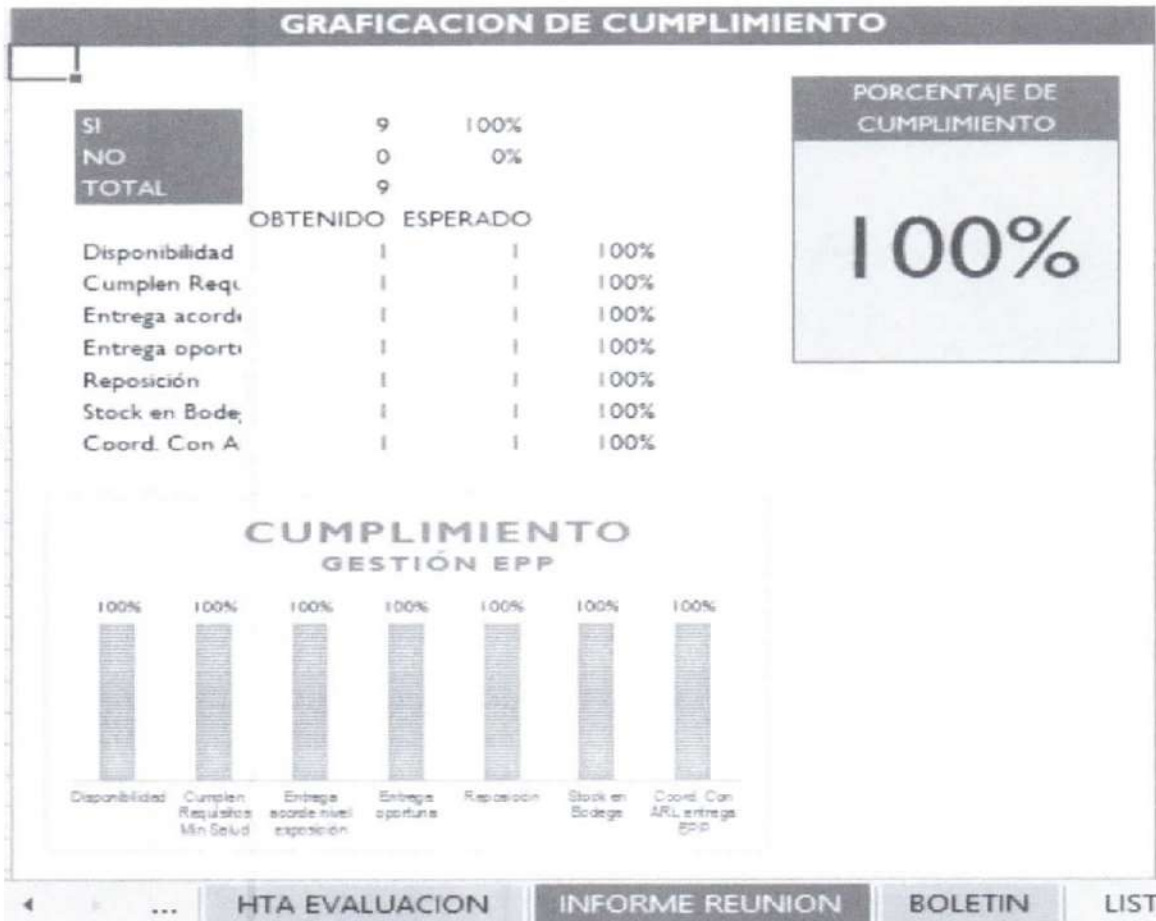 GRAFICACION DE CUMPLIMIENTO
PORCENTAJE DE
CUMPLIMIENTO
100%
SI 9 100%
NO 0 0%
TOTAL 9
OBTENIDO ESPERADO
Disponibilidad 1 1 100%
Cumplen Requ 1 1 100%
Entrega acorde 1 1 100%
Entrega oportu 1 1 100%
Reposición 1 1 100%
Stock en Bode 1 1 100%
Coord. Con A 1 1 100%
CUMPLIMIENTO
GESTIÓN EPP
100% 100% 100% 100% 100% 100% 100%
Disponibilidad Cumplen Entrega Entrega Reposición Stock en Coord. Con
Requisitos acorde nivel oportuna Bodega ARL entrega
Min Salud exposición EPP
... HTA EVALUACION INFORME REUNION BOLETIN LIST